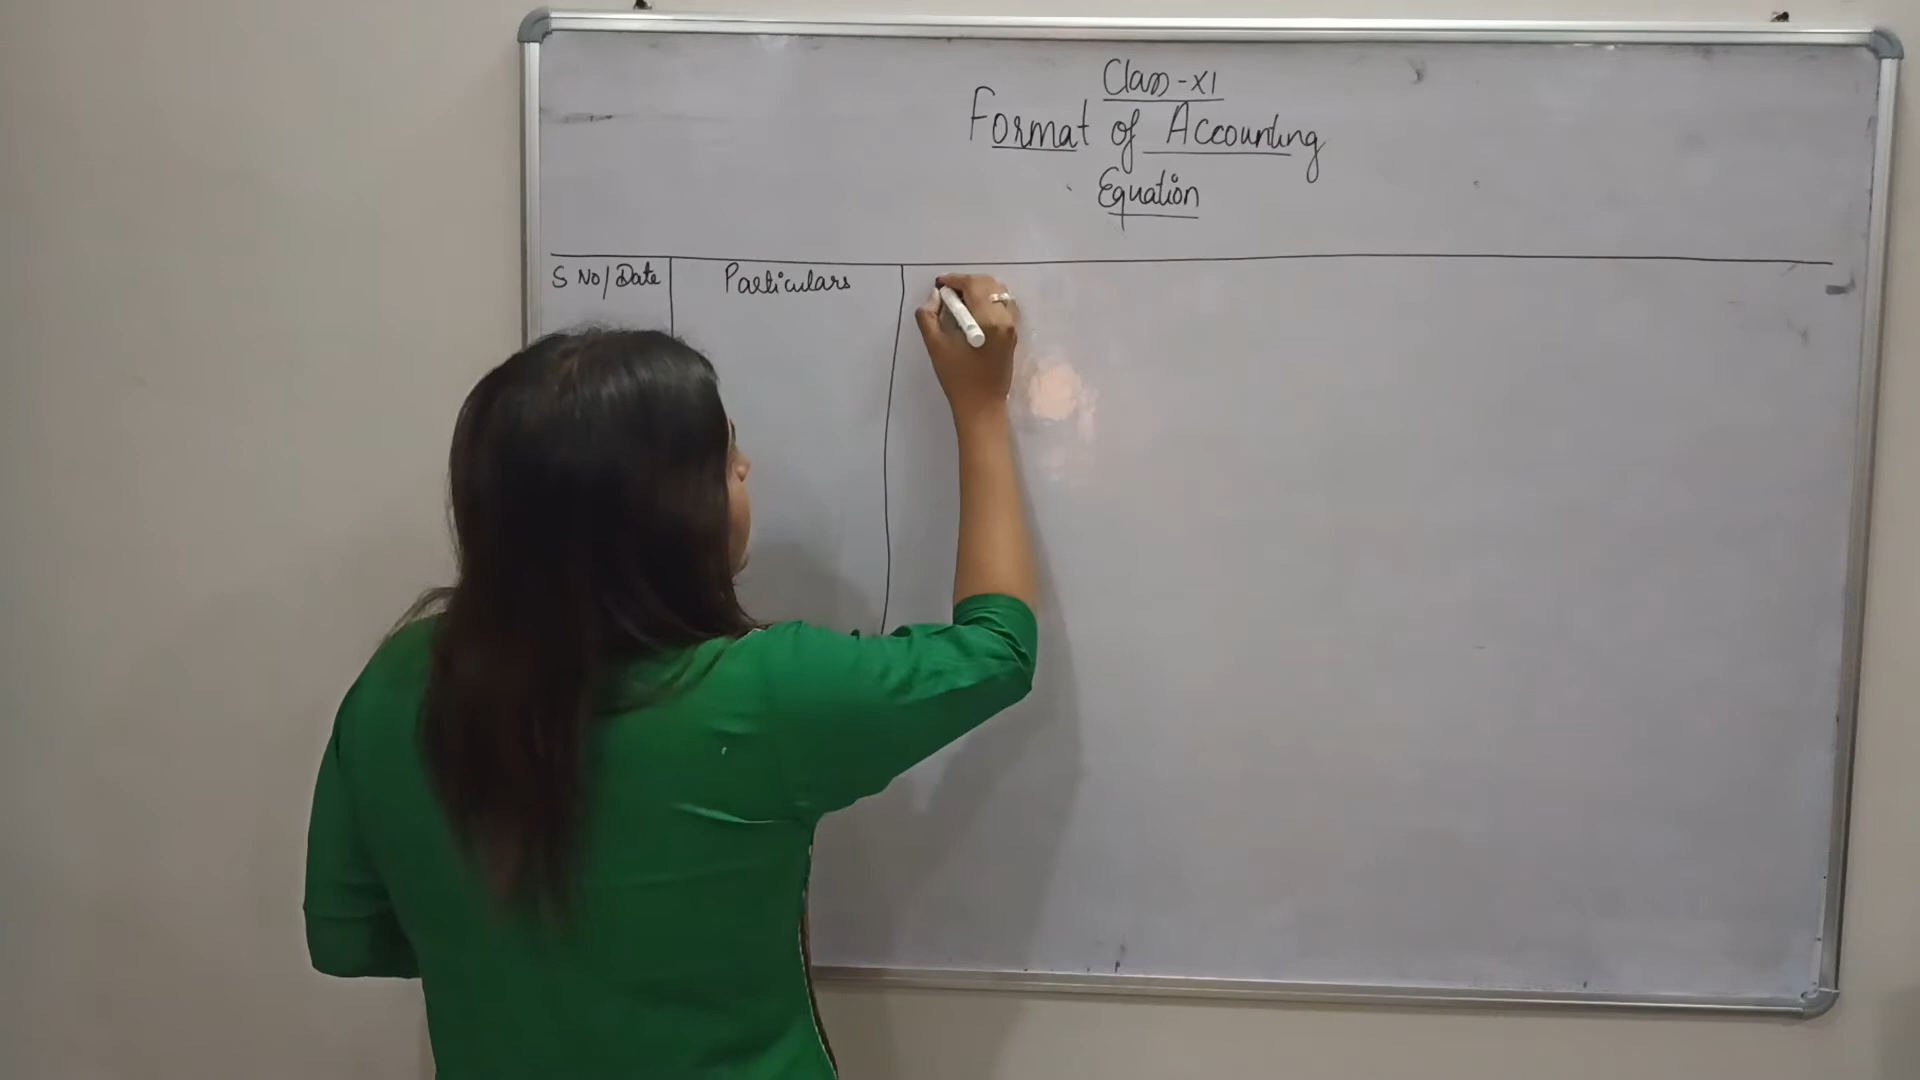 Class-XI
Format of Accounting
Equation
S No/Date Particulars